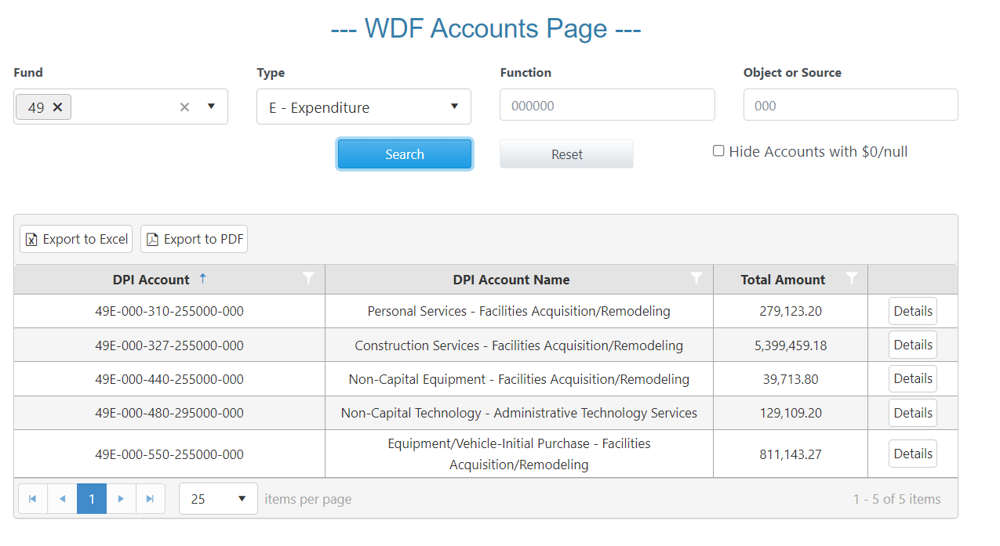 --- WDF Accounts Page ---
Fund Type Function Object or Source
49 E - Expenditure 000000 000
Search Reset Hide Accounts with $0/null
Export to Excel Export to PDF
DPI Account DPI Account Name Total Amount
49E-000-310-255000-000 Personal Services - Facilities Acquisition/Remodeling 279,123.20 Details
49E-000-327-255000-000 Construction Services - Facilities Acquisition/Remodeling 5,399,459.18 Details
49E-000-440-255000-000 Non-Capital Equipment - Facilities Acquisition/Remodeling 39,713.80 Details
49E-000-480-295000-000 Non-Capital Technology - Administrative Technology Services 129,109.20 Details
49E-000-550-255000-000 Equipment/Vehicle-Initial Purchase - Facilities
Acquisition/Remodeling 811,143.27 Details
1 25 items per page 1 - 5 of 5 items